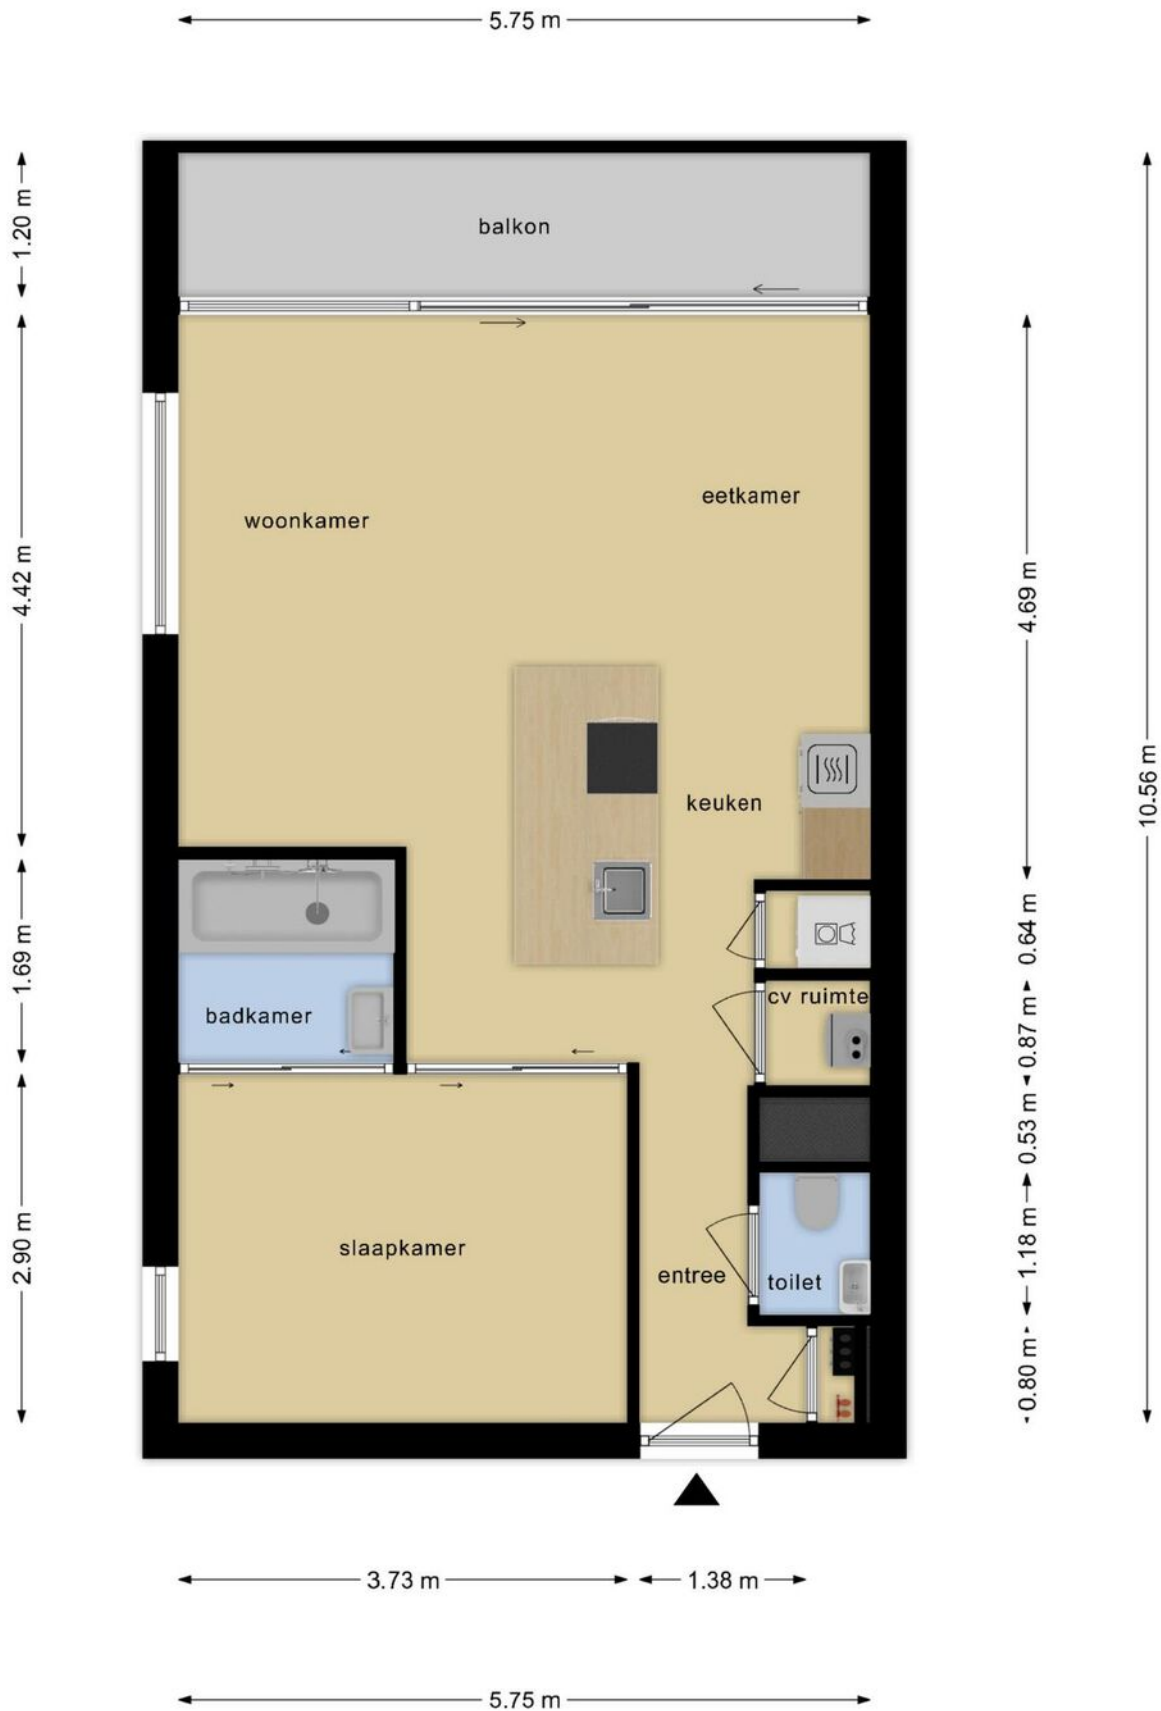 5.75 m
1.20 m
balkon
4.42 m
4.69 m
woonkamer
eetkamer
keuken
10.56 m
1.69 m
0.64 m
badkamer
cv ruimte
0.87 m
0.53 m
2.90 m
slaapkamer
entree
toilet
1.18 m
0.80 m
3.73 m
1.38 m
5.75 m